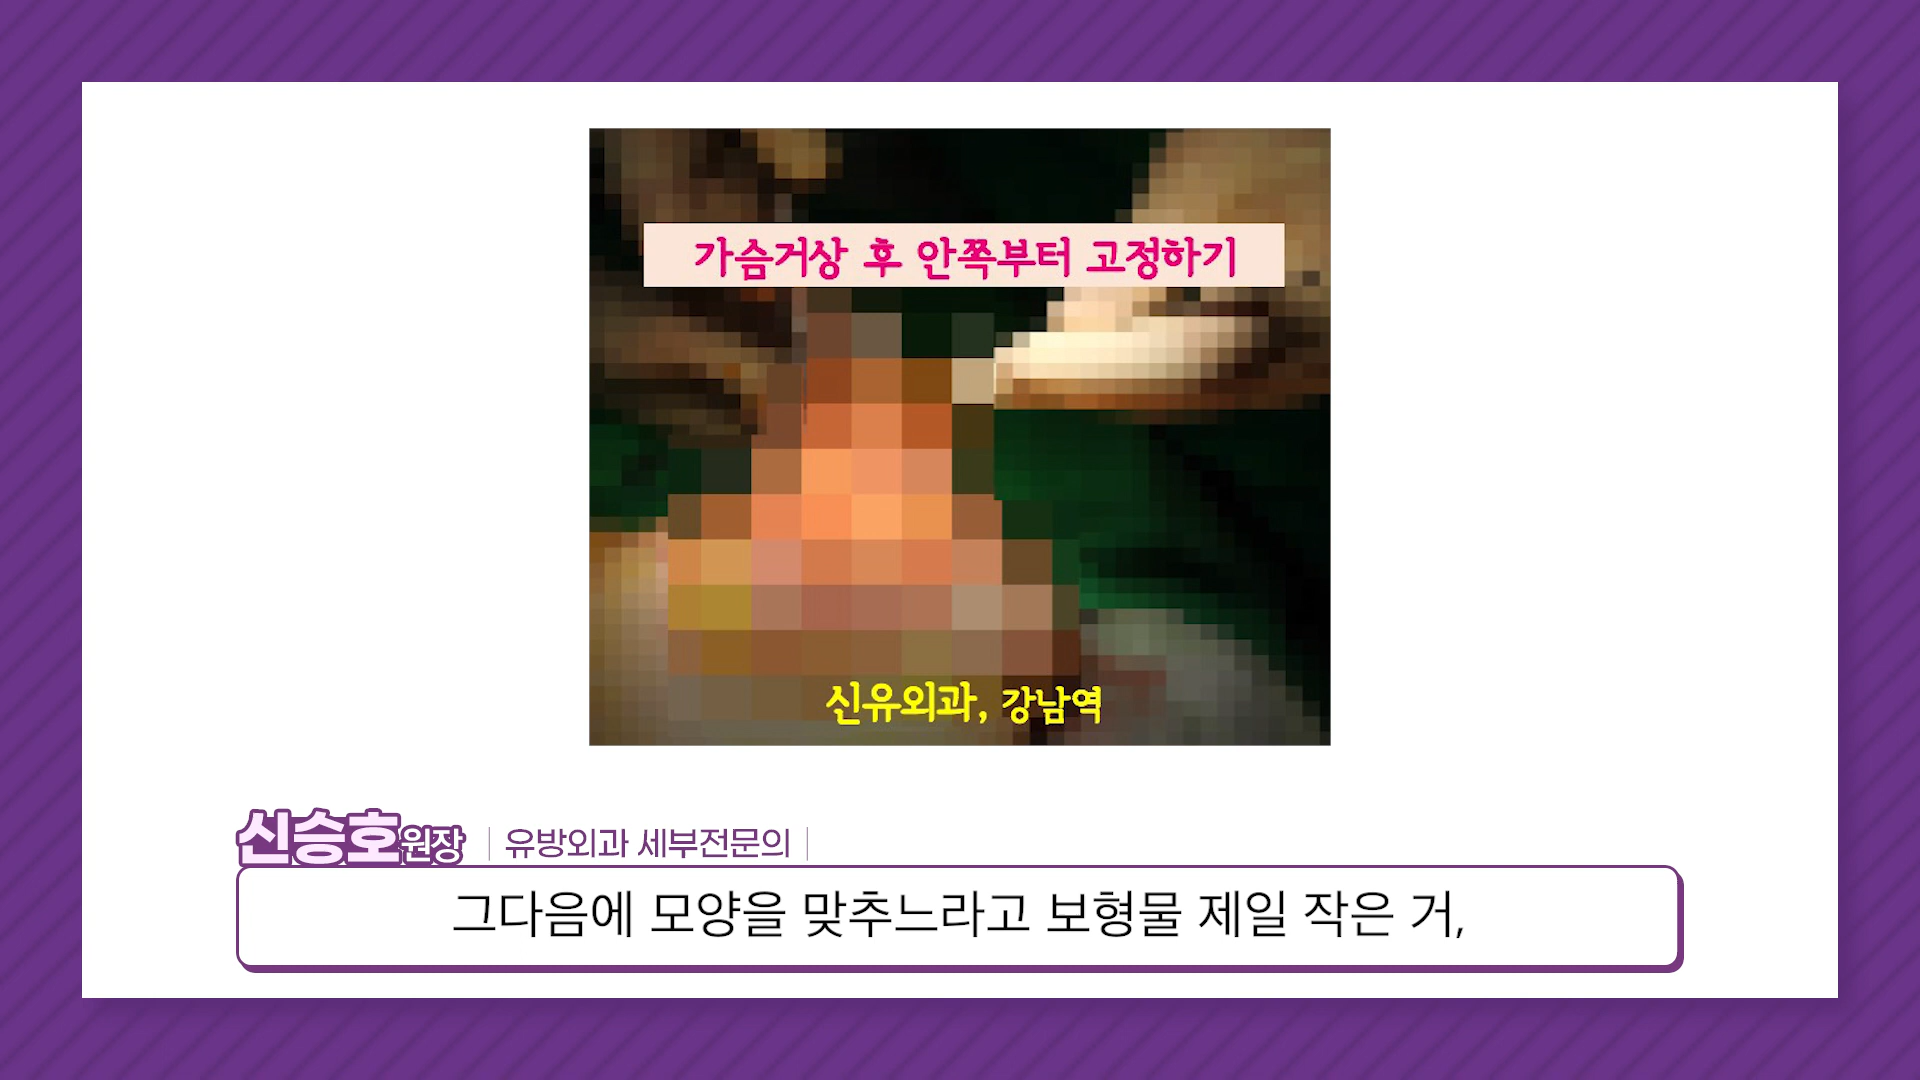 가슴거상 후 안쪽부터 고정하기
신유외과, 강남역
신승호원장 | 유방외과 세부전문의 |
그다음에 모양을 맞추느라고 보형물 제일 작은 거,